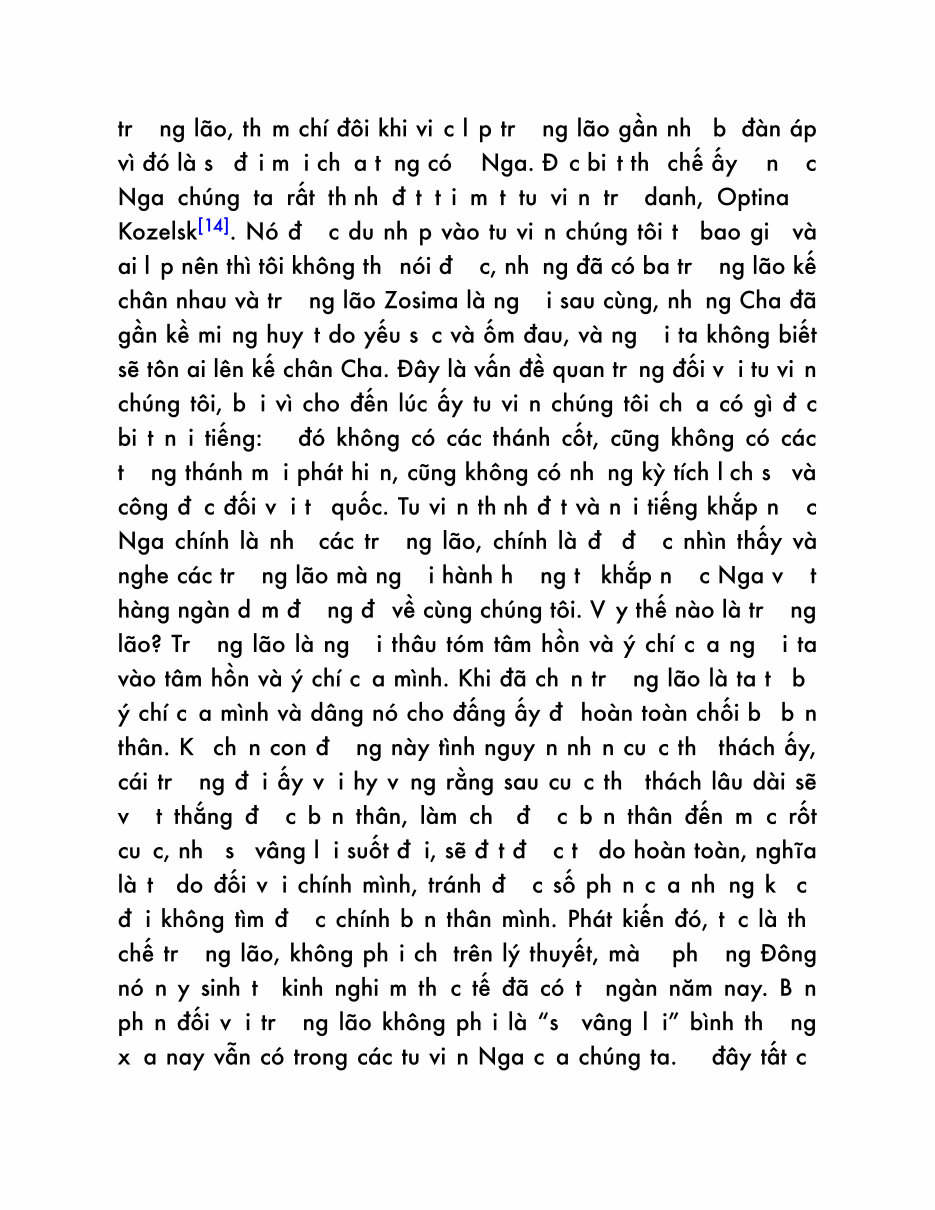 tr ng lão, th m chí đôi khi vi c l p tr ng lão gần nh b đàn áp
vì đó là s đ i m i ch a t ng có Nga. Đ c bi t th chế ấy n c
Nga chúng ta rất th nh đ t t i m t tu vi n tr danh, Optina
Kozelsk[14]. Nó đ c du nh p vào tu vi n chúng tôi t bao gi và
ai l p nên thì tôi không th nói đ c, nh ng đã có ba tr ng lão kế
chân nhau và tr ng lão Zosima là ng i sau cùng, nh ng Cha đã
gần kề mi ng huy t do yếu s c và ốm đau, và ng i ta không biết
sẽ tôn ai lên kế chân Cha. Đây là vấn đề quan tr ng đối v i tu vi n
chúng tôi, b i vì cho đến lúc ấy tu vi n chúng tôi ch a có gì đ c
bi t n i tiếng: đó không có các thánh cốt, cũng không có các
t ng thánh m i phát hi n, cũng không có nh ng kỳ tích l ch s và
công đ c đối v i t quốc. Tu vi n th nh đ t và n i tiếng khắp n c
Nga chính là nh các tr ng lão, chính là đ đ c nhìn thấy và
nghe các tr ng lão mà ng i hành h ng t khắp n c Nga v t
hàng ngàn d m đ ng đ về cùng chúng tôi. V y thế nào là tr ng
lão? Tr ng lão là ng i thâu tóm tâm hồn và ý chí c a ng i ta
vào tâm hồn và ý chí c a mình. Khi đã ch n tr ng lão là ta t b
ý chí c a mình và dâng nó cho đấng ấy đ hoàn toàn chối b b n
thân. K ch n con đ ng này tình nguy n nh n cu c th thách ấy,
cái tr ng đ i ấy v i hy v ng rằng sau cu c th thách lâu dài sẽ
v t thắng đ c b n thân, làm ch đ c b n thân đến m c rốt
cu c, nh s vâng l i suốt đ i, sẽ đ t đ c t do hoàn toàn, nghĩa
là t do đối v i chính mình, tránh đ c số ph n c a nh ng k c
đ i không tìm đ c chính b n thân mình. Phát kiến đó, t c là th
chế tr ng lão, không ph i ch trên lý thuyết, mà ph ng Đông
nó n y sinh t kinh nghi m th c tế đã có t ngàn năm nay. B n
ph n đối v i tr ng lão không ph i là “s vâng l i” bình th ng
x a nay vẫn có trong các tu vi n Nga c a chúng ta. đây tất c